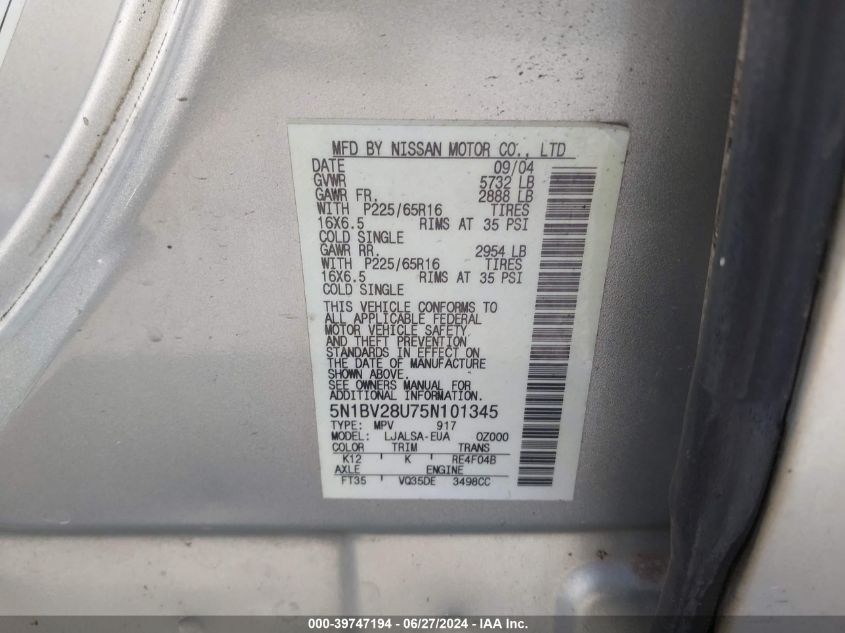 MFD BY NISSAN MOTOR CO., LTD
DATE 09/04
GVWR 5732 LB
GAWR FR. 2888 LB
WITH P225/65R16 TIRES
16X6.5 RIMS AT 35 PSI
COLD SINGLE
GAWR RR. 2954 LB
WITH P225/65R16 TIRES
16X6.5 RIMS AT 35 PSI
COLD SINGLE
THIS VEHICLE CONFORMS TO
ALL APPLICABLE FEDERAL
MOTOR VEHICLE SAFETY
AND THEFT PREVENTION
STANDARDS IN EFFECT ON
THE DATE OF MANUFACTURE
SHOWN ABOVE.
SEE OWNERS MANUAL FOR
ADDITIONAL INFORMATION.
5N1BV28U75N101345
TYPE: MPV 917
MODEL: LJALSA-EUA 0Z000
COLOR TRIM TRANS
K12 K RE4F04B
AXLE ENGINE
FT35 VQ35DE 3498CC
000-39747194 - 06/27/2024 - IAA Inc.